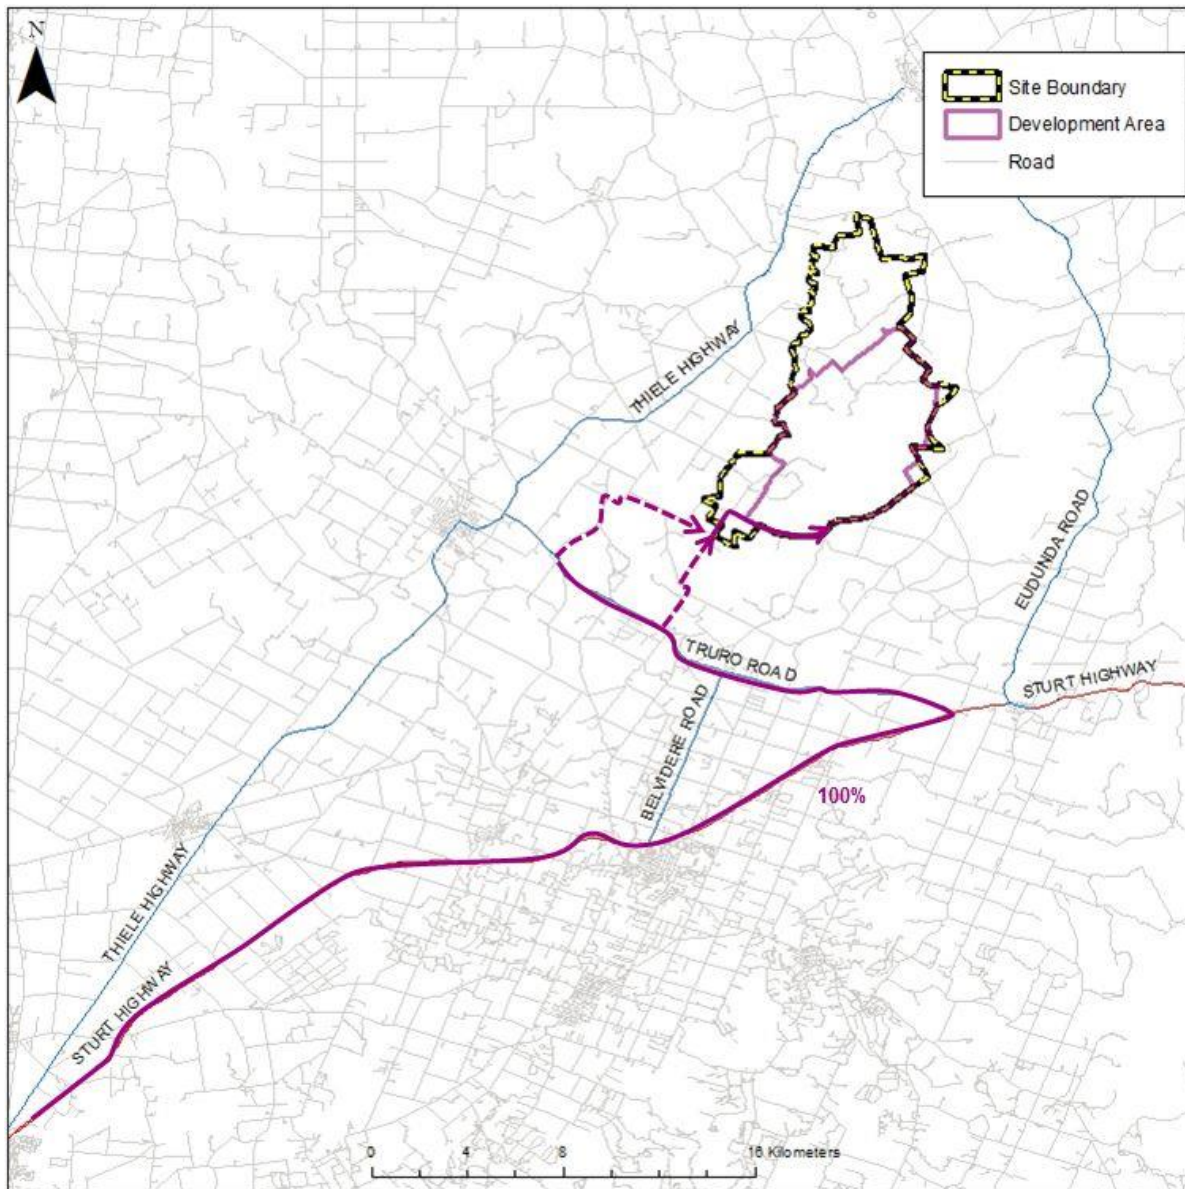 N
Site Boundary
Development Area
Road
THIELE HIGHWAY
EUDUNDA ROAD
TRURO ROAD
STURT HIGHWAY
BELVIDERE ROAD
100%
THIELE HIGHWAY
STURT HIGHWAY
0 4 8 16 Kilometers